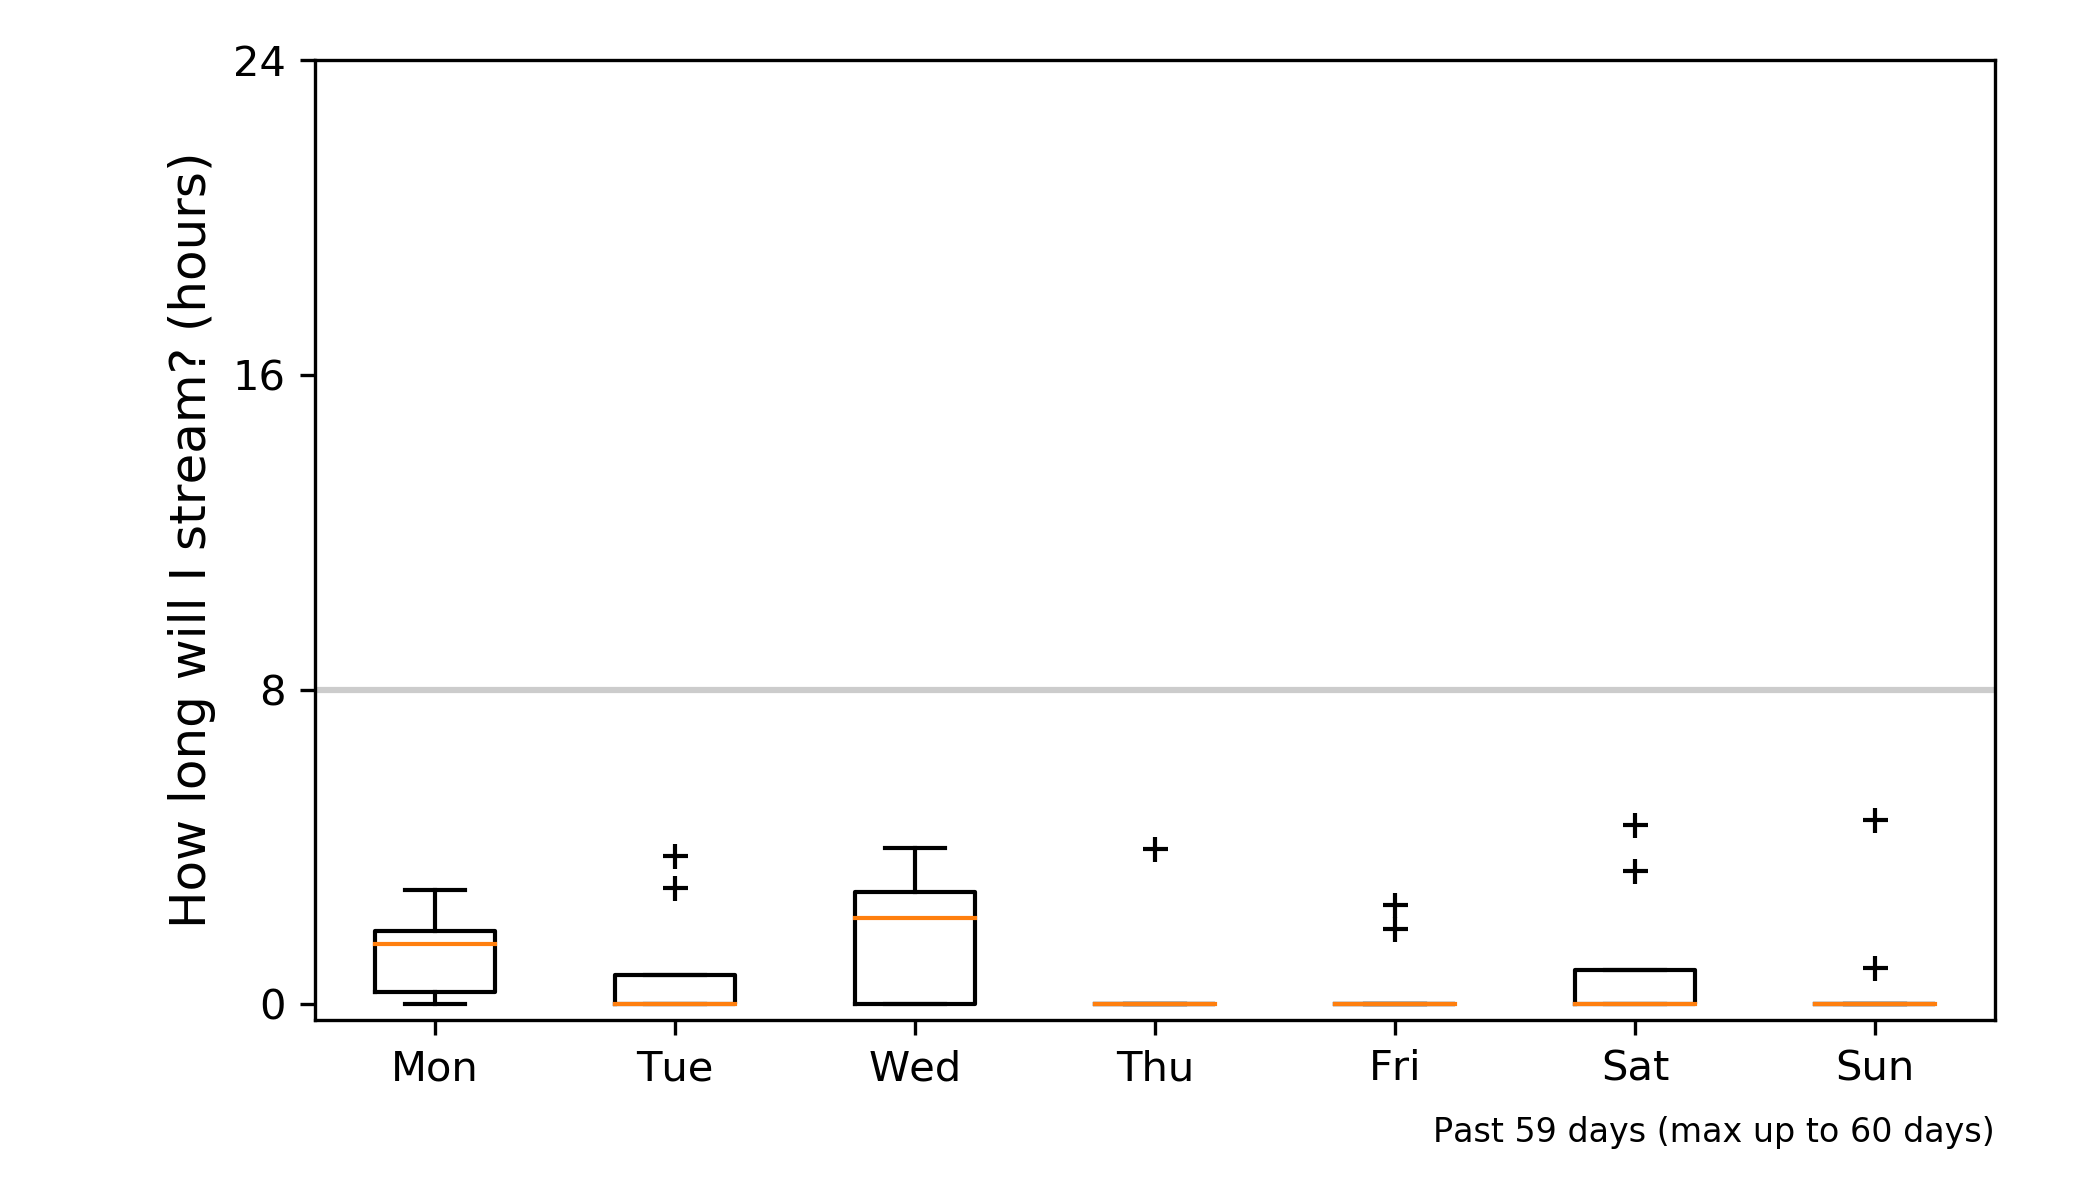 How long will I stream? (hours)
24
16
8
0
Mon Tue Wed Thu Fri Sat Sun
Past 59 days (max up to 60 days)